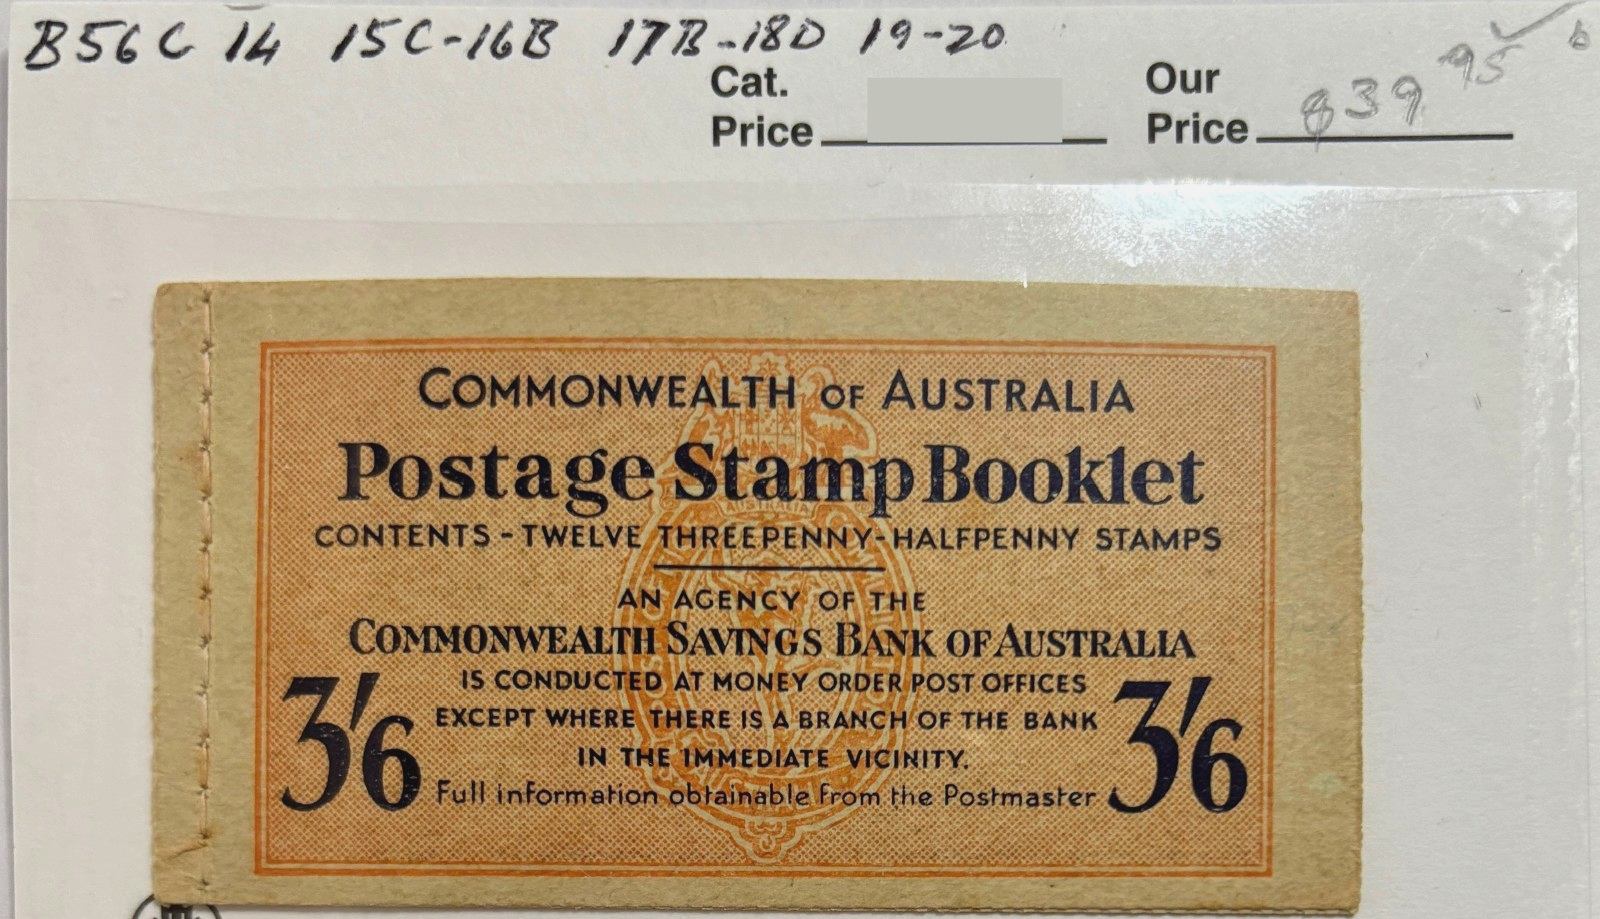 B56C 14 15C-16B 17B-18D 19-20
Cat.
Price
Our
Price $39 95
COMMONWEALTH OF AUSTRALIA
Postage Stamp Booklet
CONTENTS - TWELVE THREEPENNY-HALFPENNY STAMPS
AN AGENCY OF THE
COMMONWEALTH SAVINGS BANK OF AUSTRALIA
IS CONDUCTED AT MONEY ORDER POST OFFICES
EXCEPT WHERE THERE IS A BRANCH OF THE BANK
IN THE IMMEDIATE VICINITY.
3'6
3'6
Full information obtainable from the Postmaster
AUSTRALIA